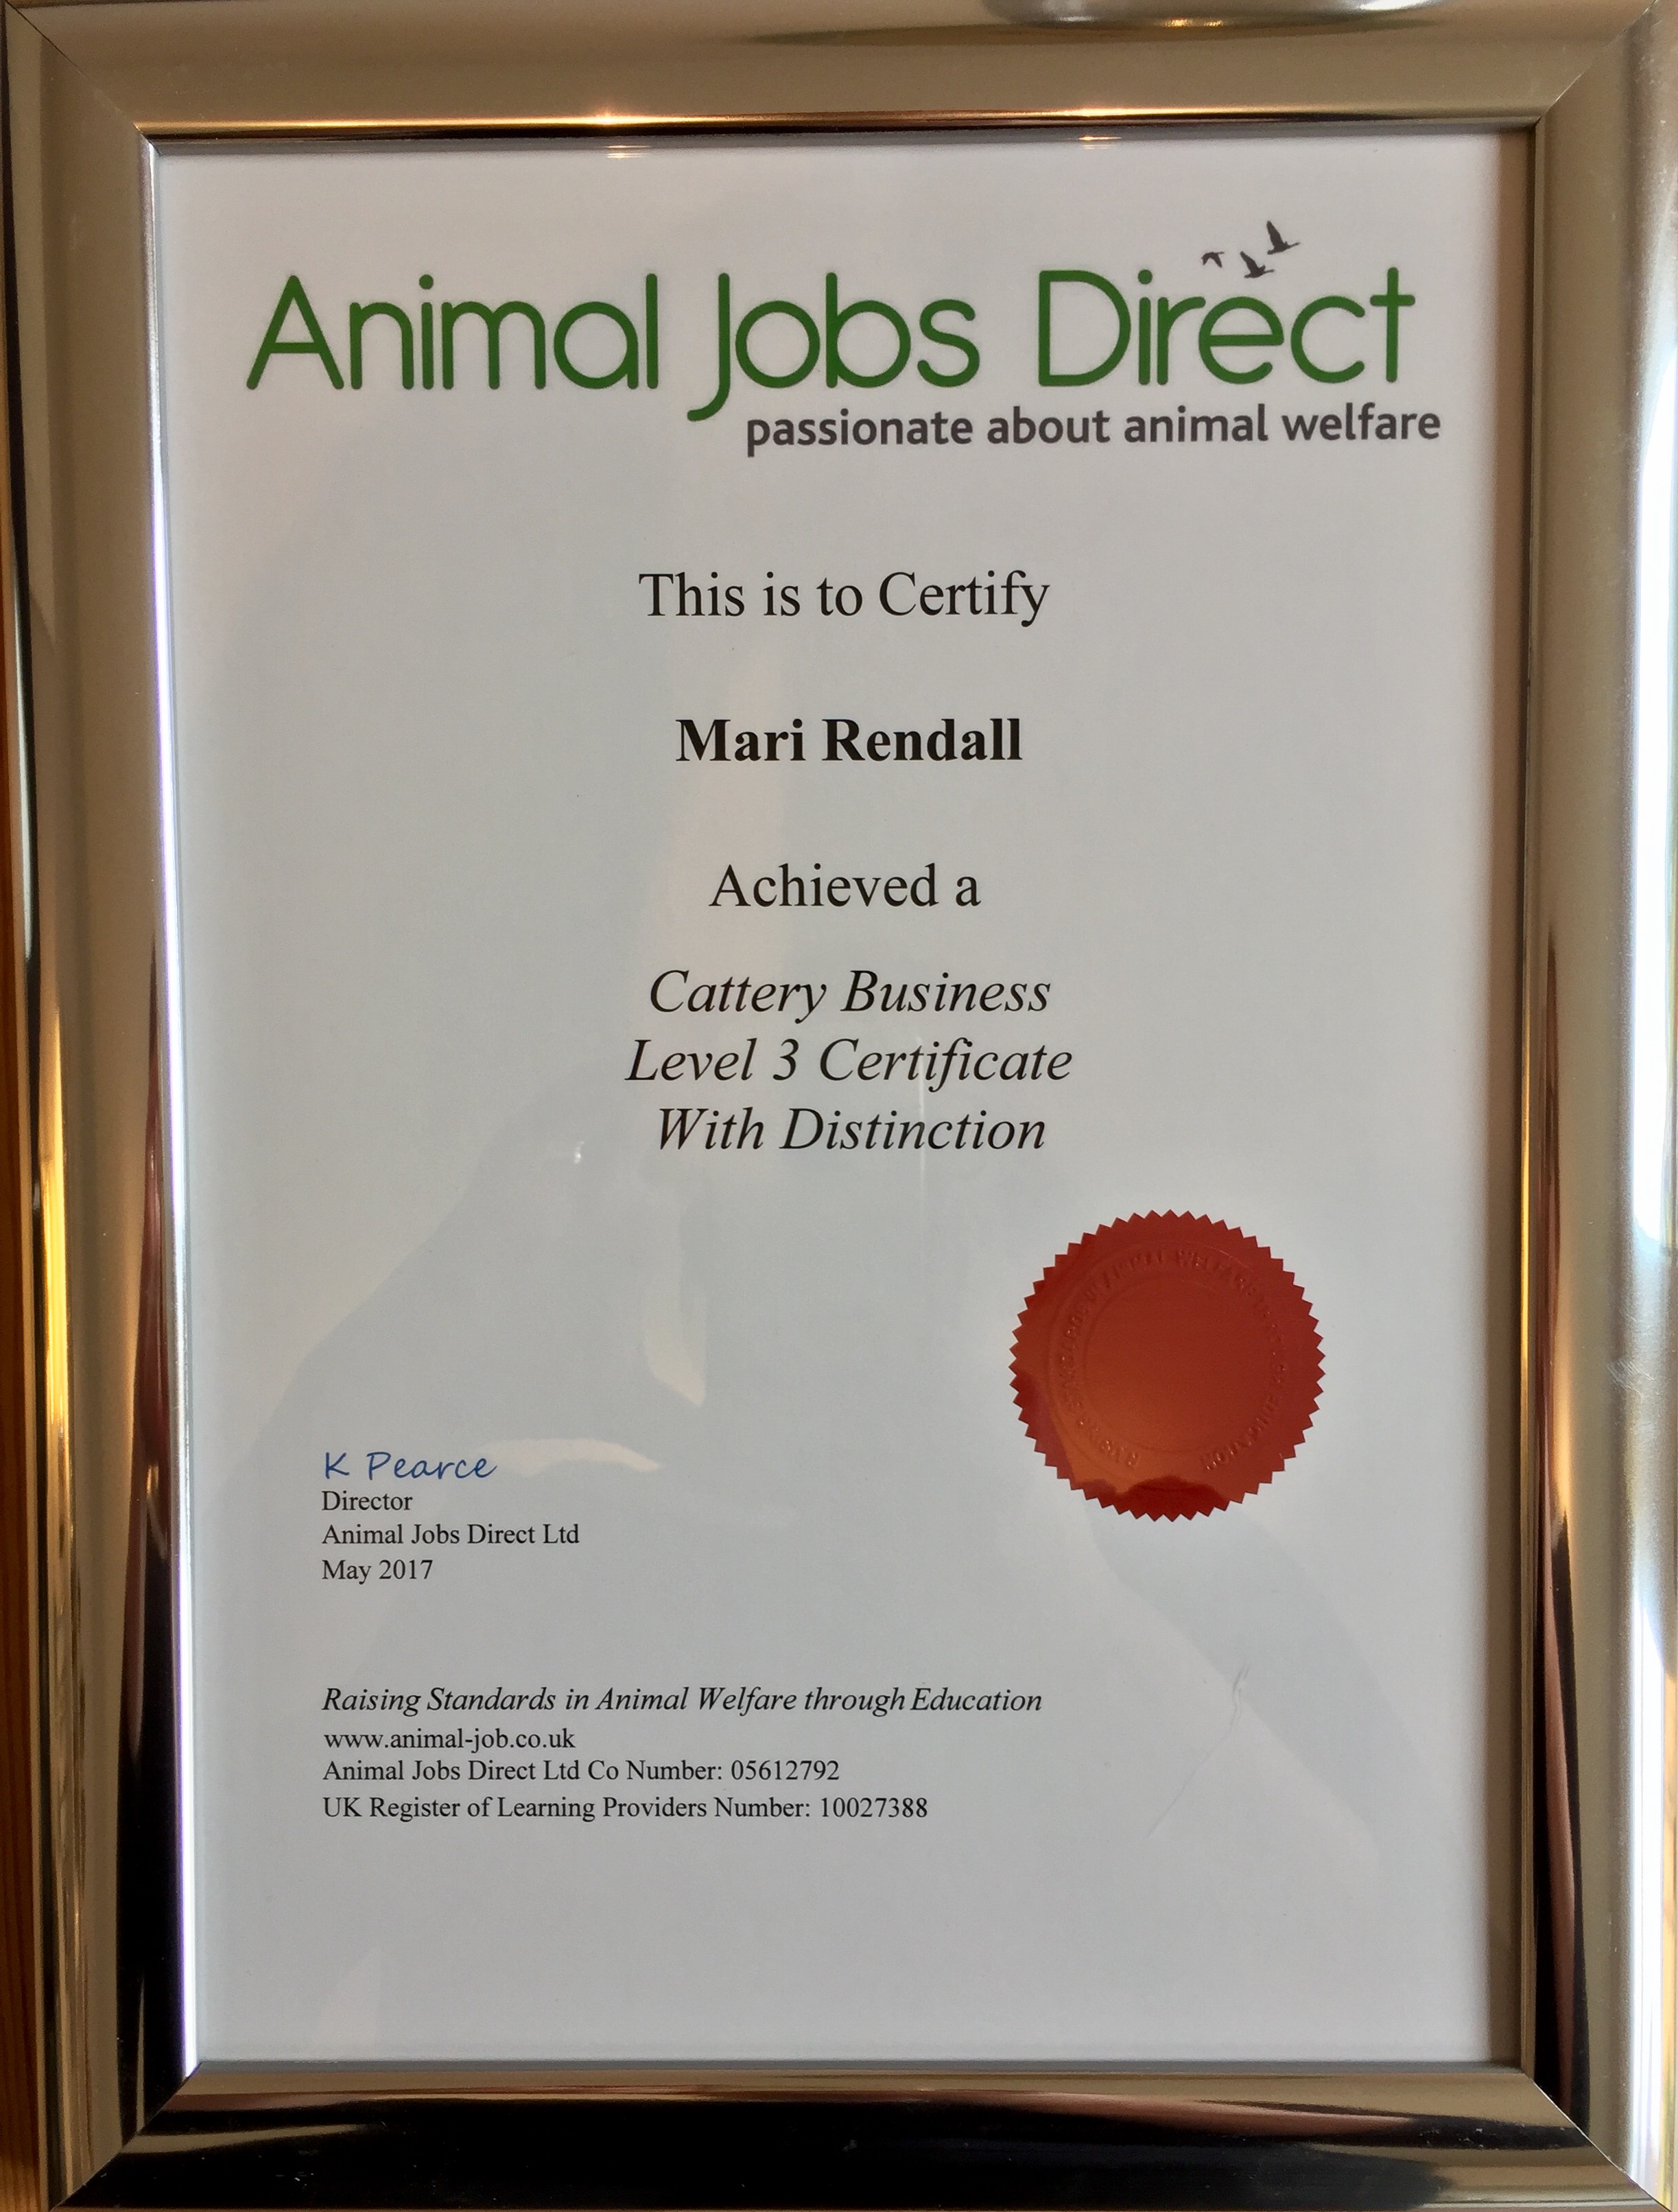 Animal Jobs Direct
passionate about animal welfare
This is to Certify
Mari Rendall
Achieved a
Cattery Business
Level 3 Certificate
With Distinction
K Pearce
Director
Animal Jobs Direct Ltd
May 2017
Raising Standards in Animal Welfare through Education
www.animal-job.co.uk
Animal Jobs Direct Ltd Co Number: 05612792
UK Register of Learning Providers Number: 10027388